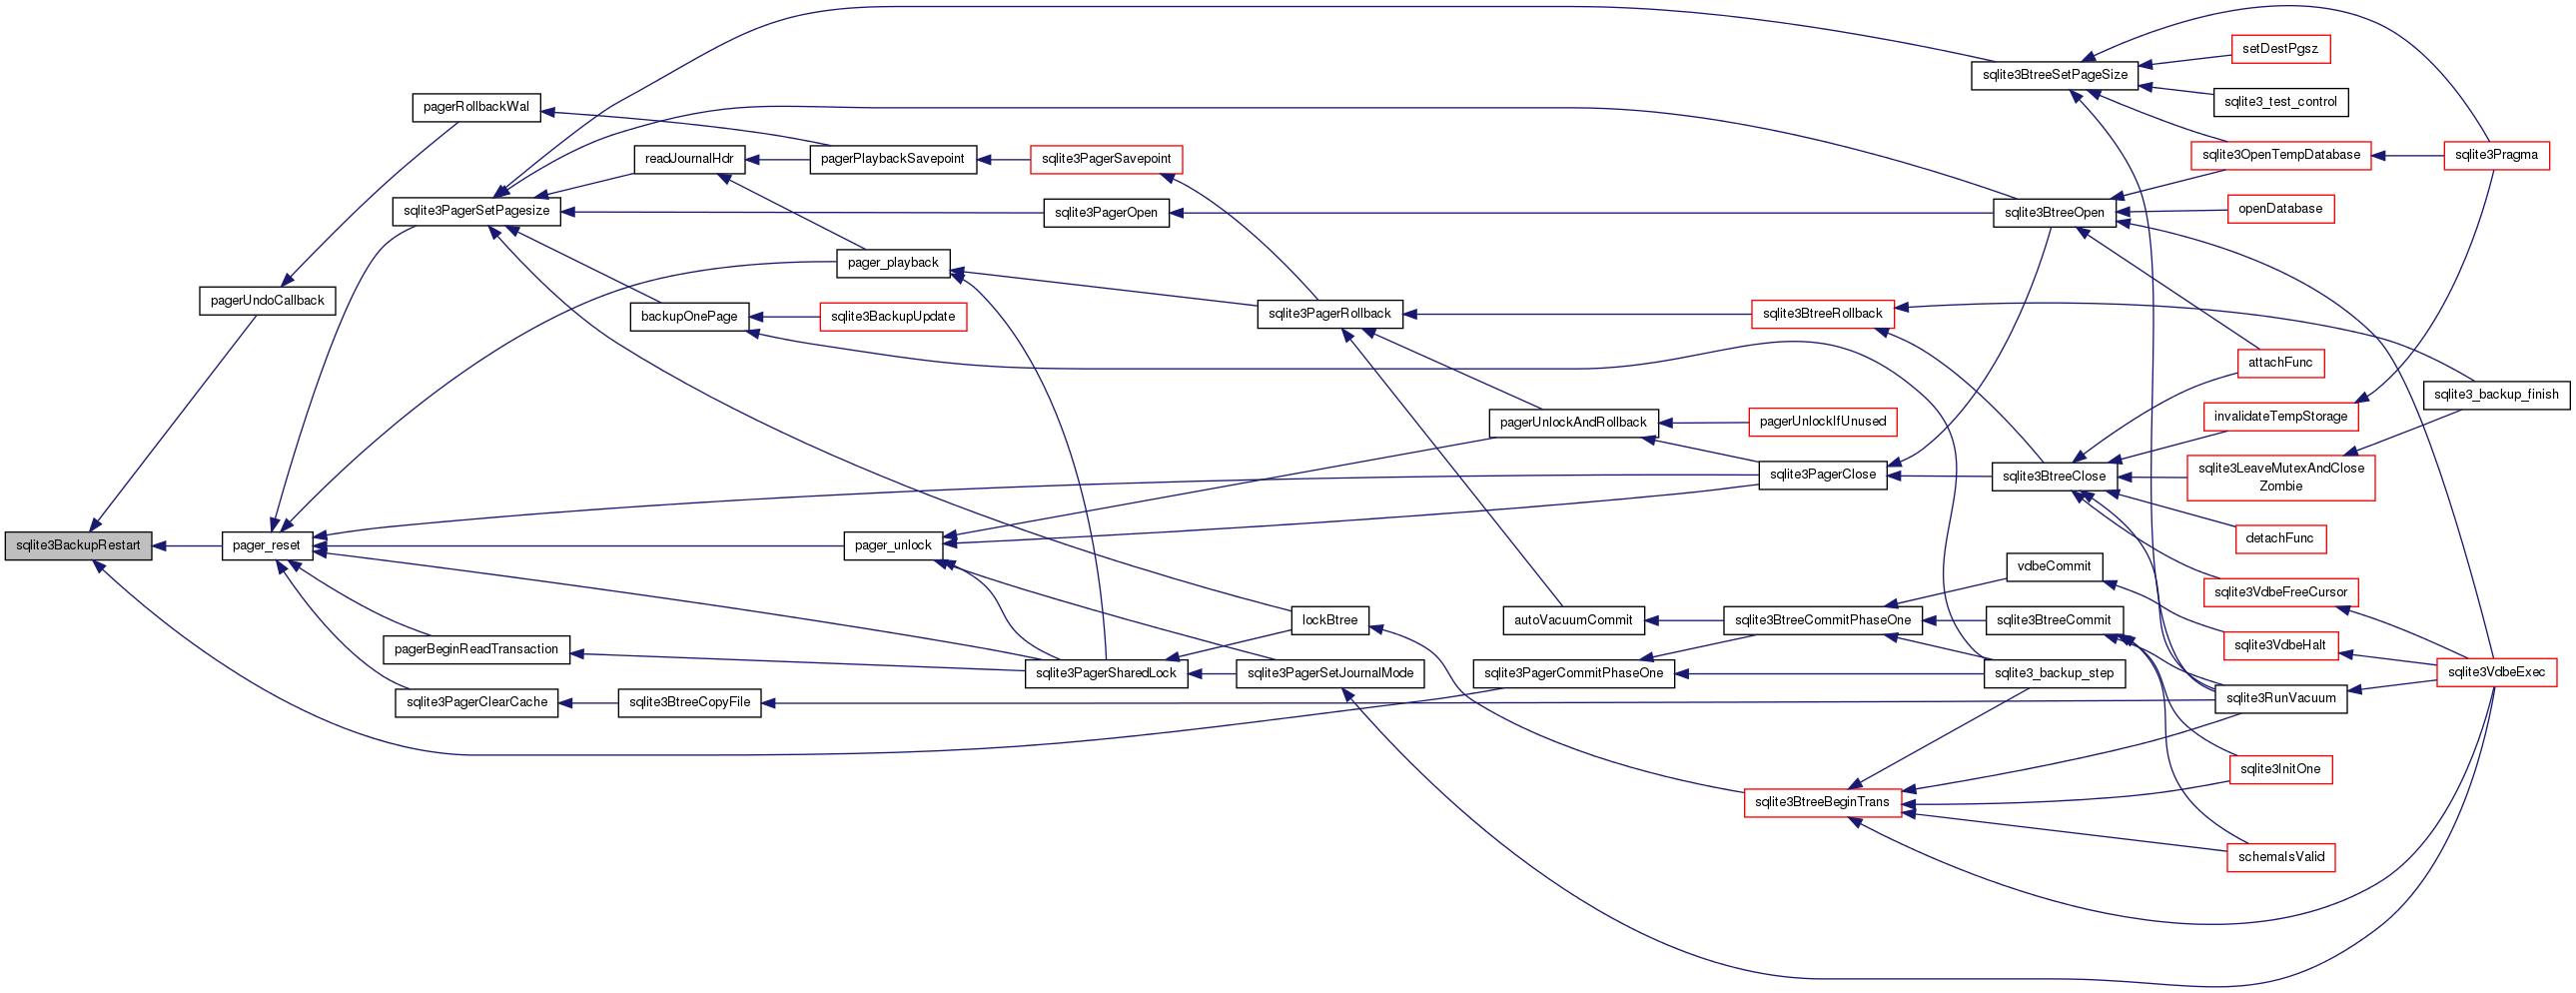 sqlite3BackupRestart
pagerUndoCallback
pager_reset
pagerRollbackWal
sqlite3PagerSetPagesize
pagerBeginReadTransaction
sqlite3PagerClearCache
readJournalHdr
backupOnePage
sqlite3BtreeCopyFile
pagerPlaybackSavepoint
pager_playback
sqlite3BackupUpdate
pager_unlock
sqlite3PagerSavepoint
sqlite3PagerOpen
pagerUnlockIfUnused
sqlite3PagerClose
sqlite3PagerSharedLock
sqlite3PagerRollback
lockBtree
sqlite3PagerSetJournalMode
pagerUnlockAndRollback
autoVacuumCommit
sqlite3PagerCommitPhaseOne
sqlite3BtreeRollback
sqlite3BtreeCommitPhaseOne
sqlite3BtreeBeginTrans
sqlite3BtreeSetPageSize
sqlite3BtreeOpen
sqlite3BtreeClose
vdbeCommit
sqlite3BtreeCommit
sqlite3_backup_step
setDestPgsz
sqlite3_test_control
sqlite3OpenTempDatabase
openDatabase
attachFunc
invalidateTempStorage
sqlite3LeaveMutexAndClose
Zombie
detachFunc
sqlite3VdbeFreeCursor
sqlite3VdbeHalt
sqlite3RunVacuum
sqlite3InitOne
schemaIsValid
sqlite3Pragma
sqlite3_backup_finish
sqlite3VdbeExec